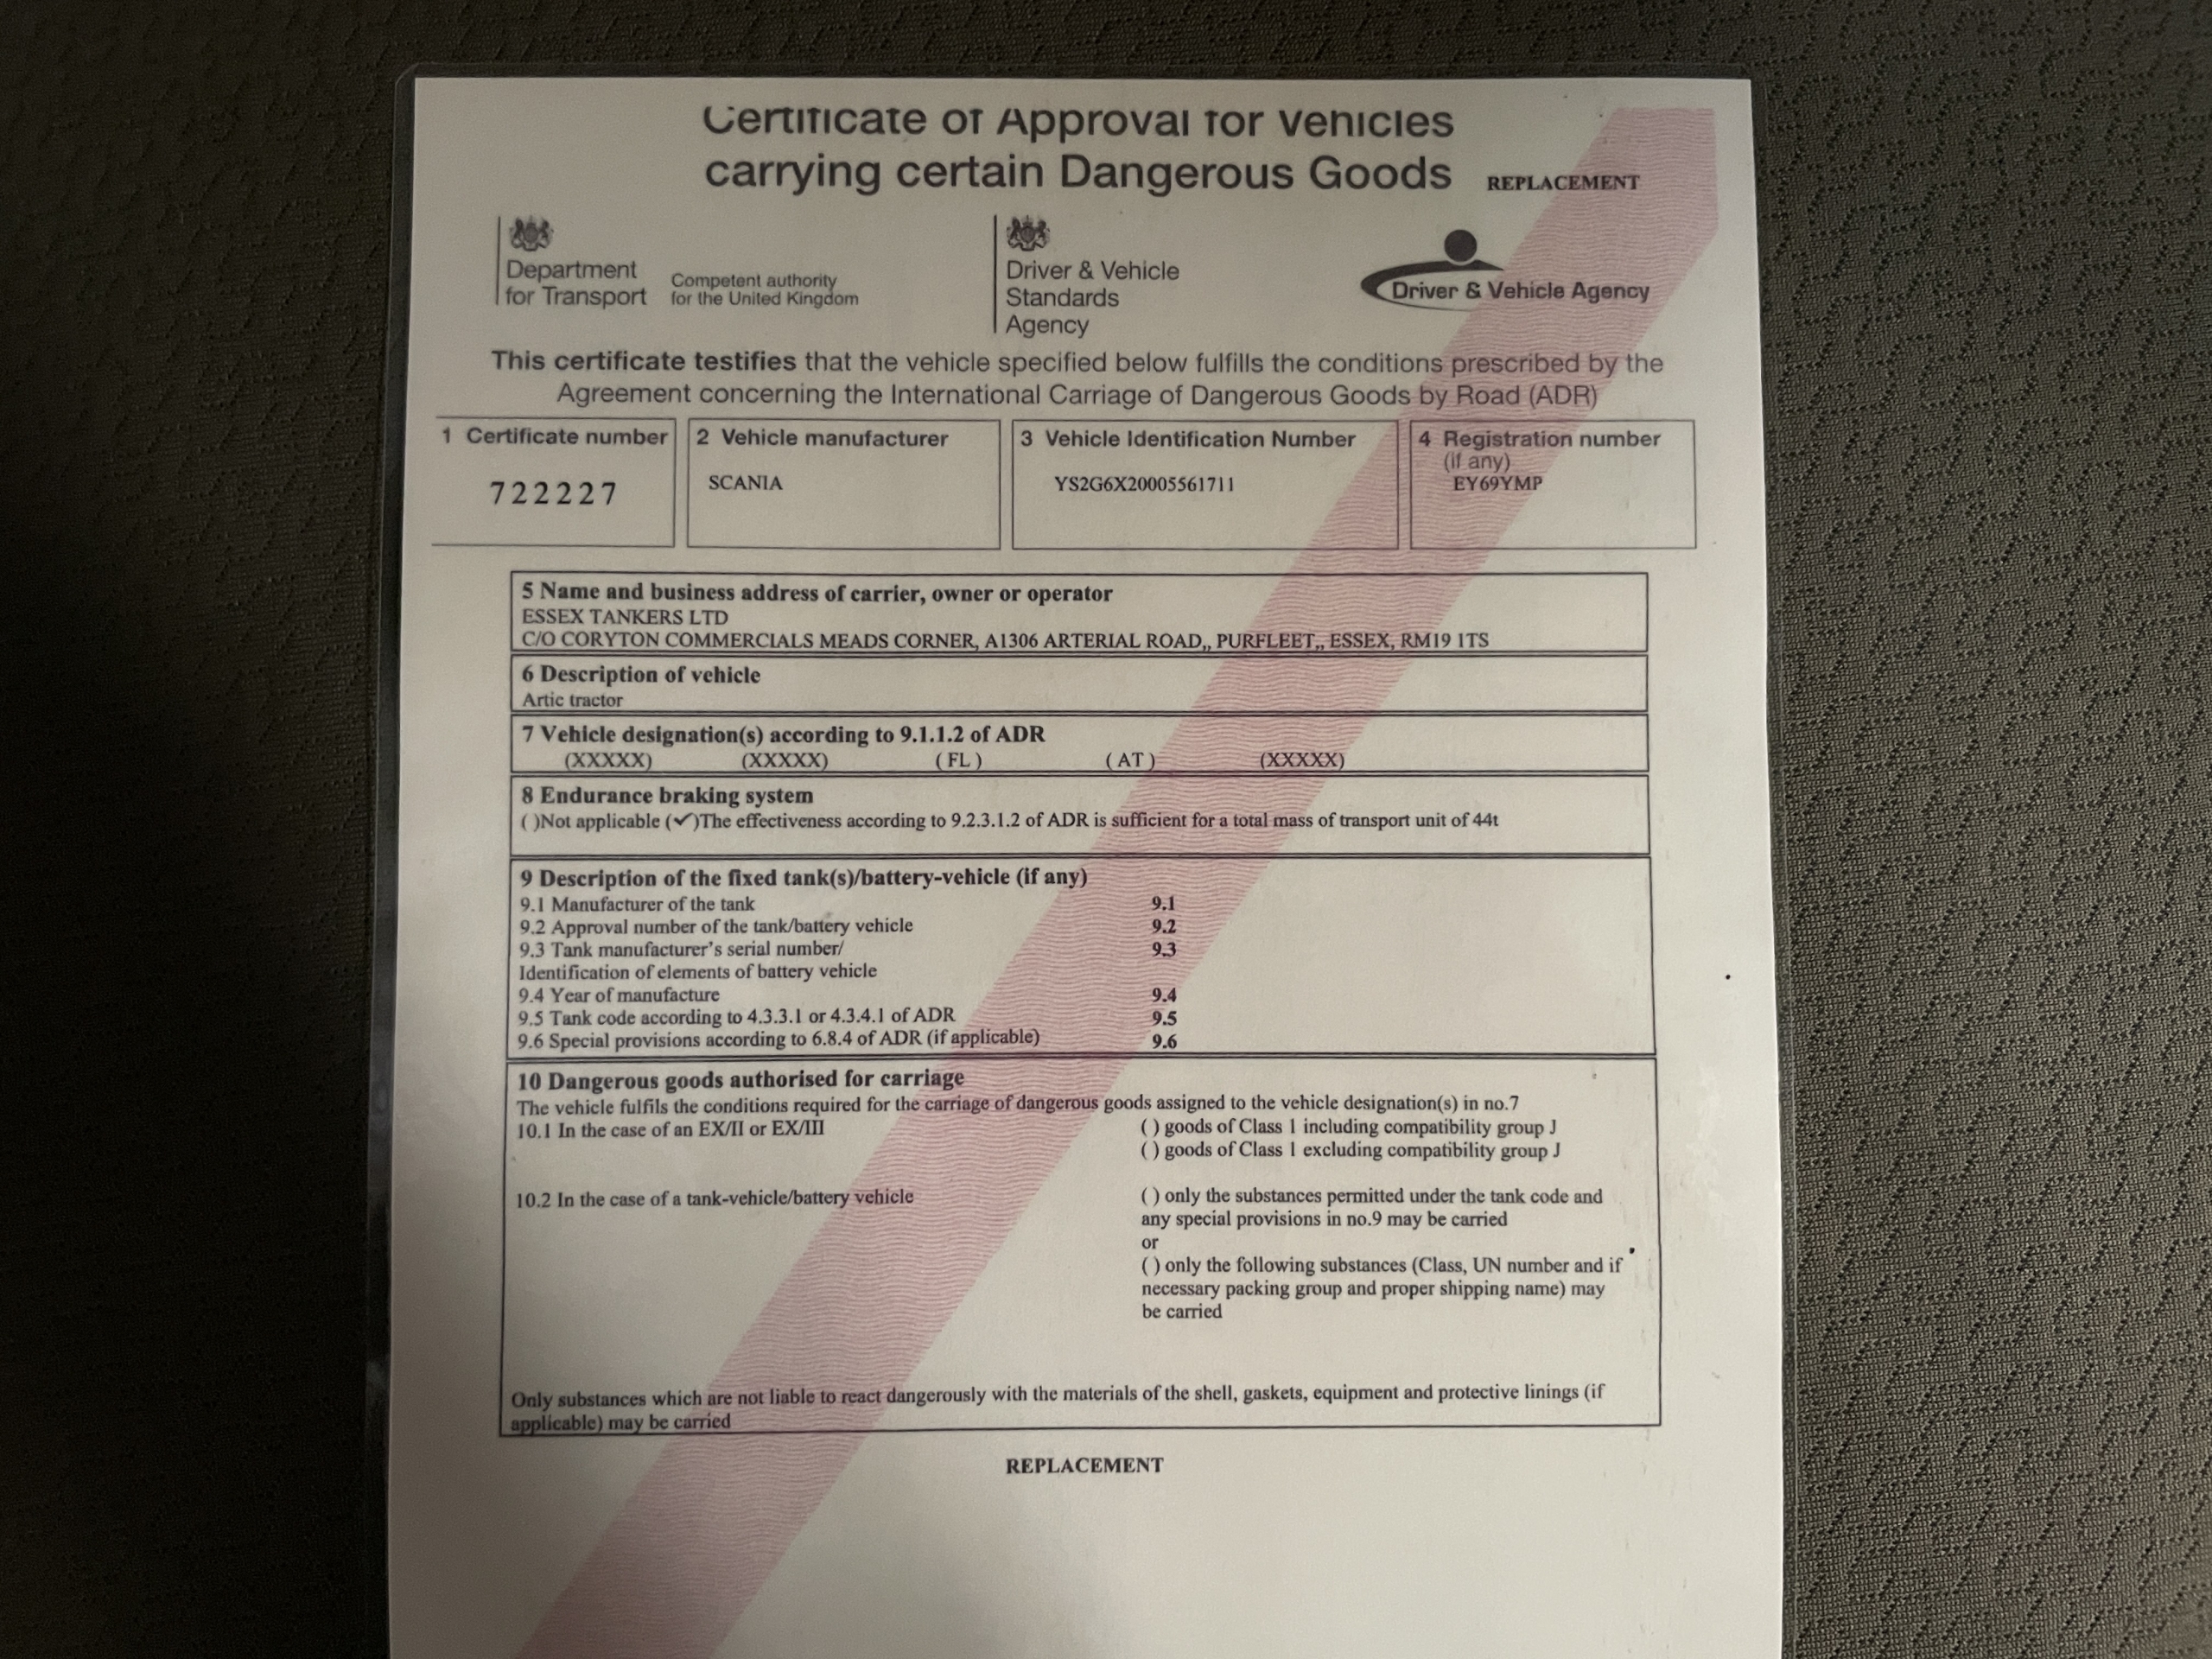 Certificate of Approval for Vehicles
carrying certain Dangerous Goods REPLACEMENT
Department
for Transport
Competent authority
for the United Kingdom
Driver & Vehicle
Standards
Agency
Driver & Vehicle Agency
This certificate testifies that the vehicle specified below fulfills the conditions prescribed by the
Agreement concerning the International Carriage of Dangerous Goods by Road (ADR)
1 Certificate number
722227
2 Vehicle manufacturer
SCANIA
3 Vehicle Identification Number
YS2G6X20005561711
4 Registration number
(if any)
EY69YMP
5 Name and business address of carrier, owner or operator
ESSEX TANKERS LTD
C/O CORYTON COMMERCIALS MEADS CORNER, A1306 ARTERIAL ROAD,, PURFLEET,, ESSEX, RM19 1TS
6 Description of vehicle
Artic tractor
7 Vehicle designation(s) according to 9.1.1.2 of ADR
(XXXXX) (XXXXX) ( FL ) ( AT ) (XXXXX)
8 Endurance braking system
( )Not applicable (✓)The effectiveness according to 9.2.3.1.2 of ADR is sufficient for a total mass of transport unit of 44t
9 Description of the fixed tank(s)/battery-vehicle (if any)
9.1 Manufacturer of the tank 9.1
9.2 Approval number of the tank/battery vehicle 9.2
9.3 Tank manufacturer's serial number/ 9.3
Identification of elements of battery vehicle
9.4 Year of manufacture 9.4
9.5 Tank code according to 4.3.3.1 or 4.3.4.1 of ADR 9.5
9.6 Special provisions according to 6.8.4 of ADR (if applicable) 9.6
10 Dangerous goods authorised for carriage
The vehicle fulfils the conditions required for the carriage of dangerous goods assigned to the vehicle designation(s) in no.7
10.1 In the case of an EX/II or EX/III ( ) goods of Class 1 including compatibility group J
( ) goods of Class 1 excluding compatibility group J
10.2 In the case of a tank-vehicle/battery vehicle ( ) only the substances permitted under the tank code and
any special provisions in no.9 may be carried
or
( ) only the following substances (Class, UN number and if
necessary packing group and proper shipping name) may
be carried
Only substances which are not liable to react dangerously with the materials of the shell, gaskets, equipment and protective linings (if
applicable) may be carried
REPLACEMENT